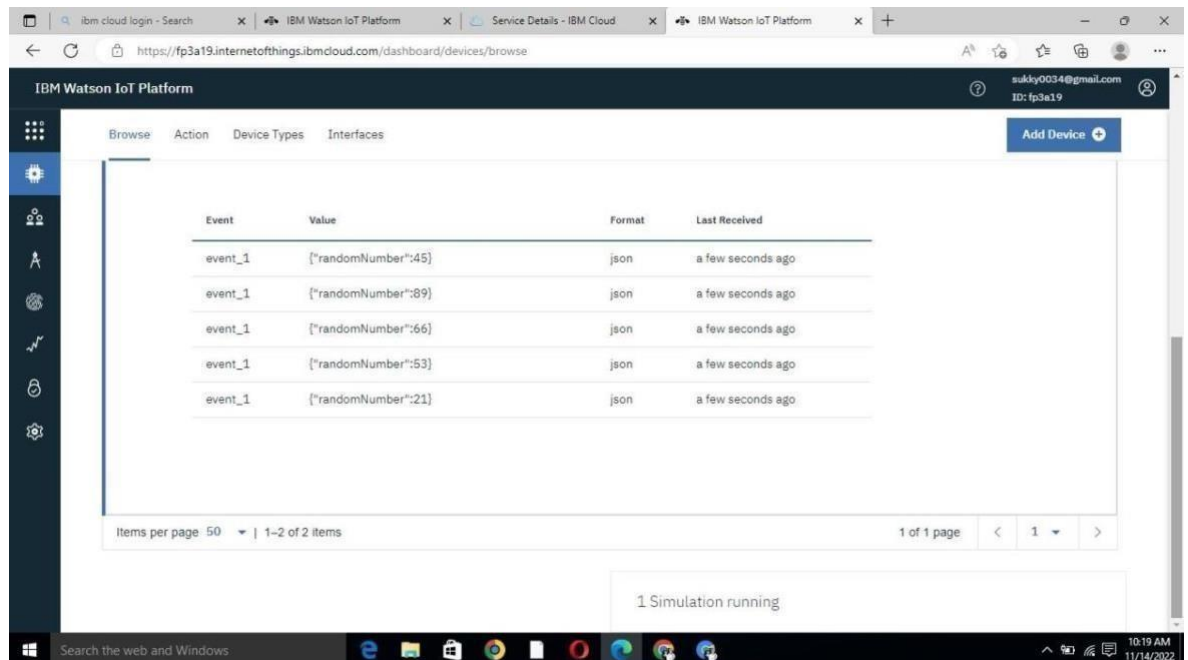 ibm cloud login - Search
IBM Watson IoT Platform
Service Details - IBM Cloud
IBM Watson IoT Platform
https://fp3a19.internetofthings.ibmcloud.com/dashboard/devices/browse
IBM Watson IoT Platform
sukky0034@gmail.com
ID: fp3a19
Browse Action Device Types Interfaces
Add Device
Event Value Format Last Received
event_1 {"randomNumber":45} json a few seconds ago
event_1 {"randomNumber":89} json a few seconds ago
event_1 {"randomNumber":66} json a few seconds ago
event_1 {"randomNumber":53} json a few seconds ago
event_1 {"randomNumber":21} json a few seconds ago
Items per page 50 | 1–2 of 2 items 1 of 1 page < 1 >
1 Simulation running
Search the web and Windows
10:19 AM
11/14/2022